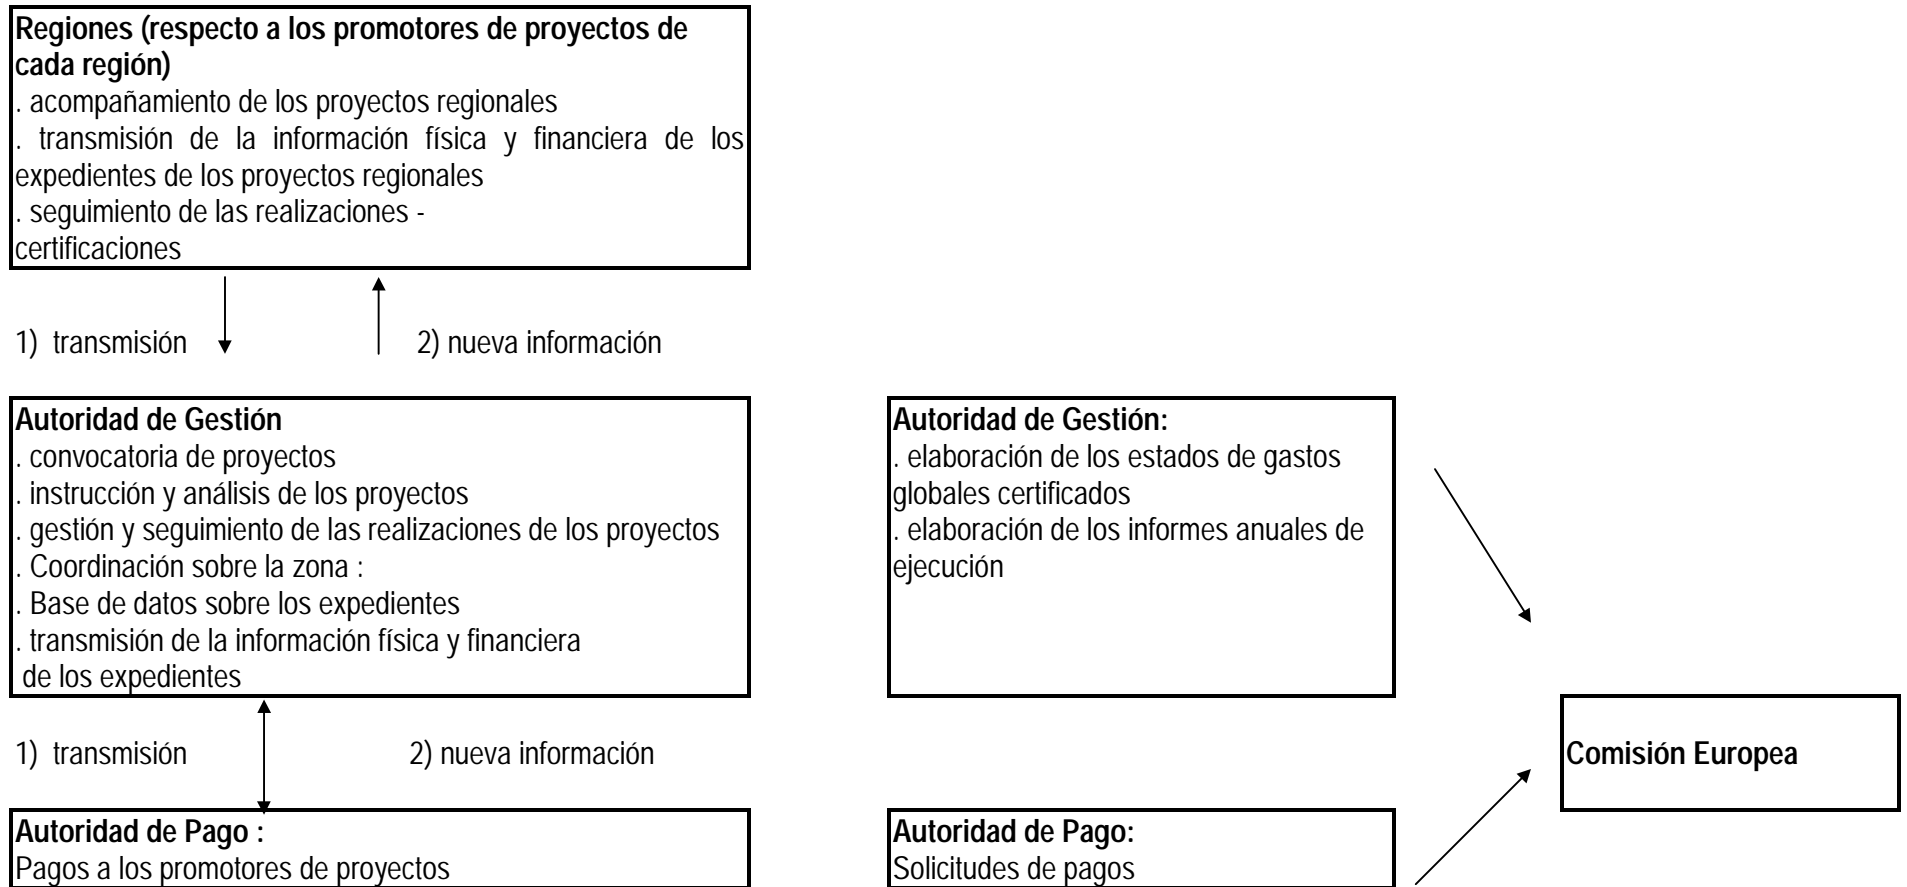 Regiones (respecto a los promotores de proyectos de
cada región)
. acompañamiento de los proyectos regionales
. transmisión de la información física y financiera de los
expedientes de los proyectos regionales
. seguimiento de las realizaciones -
certificaciones
1) transmisión
2) nueva información
Autoridad de Gestión
. convocatoria de proyectos
. instrucción y análisis de los proyectos
. gestión y seguimiento de las realizaciones de los proyectos
. Coordinación sobre la zona :
. Base de datos sobre los expedientes
. transmisión de la información física y financiera
de los expedientes
Autoridad de Gestión:
. elaboración de los estados de gastos
globales certificados
. elaboración de los informes anuales de
ejecución
1) transmisión
2) nueva información
Comisión Europea
Autoridad de Pago :
Pagos a los promotores de proyectos
Autoridad de Pago:
Solicitudes de pagos